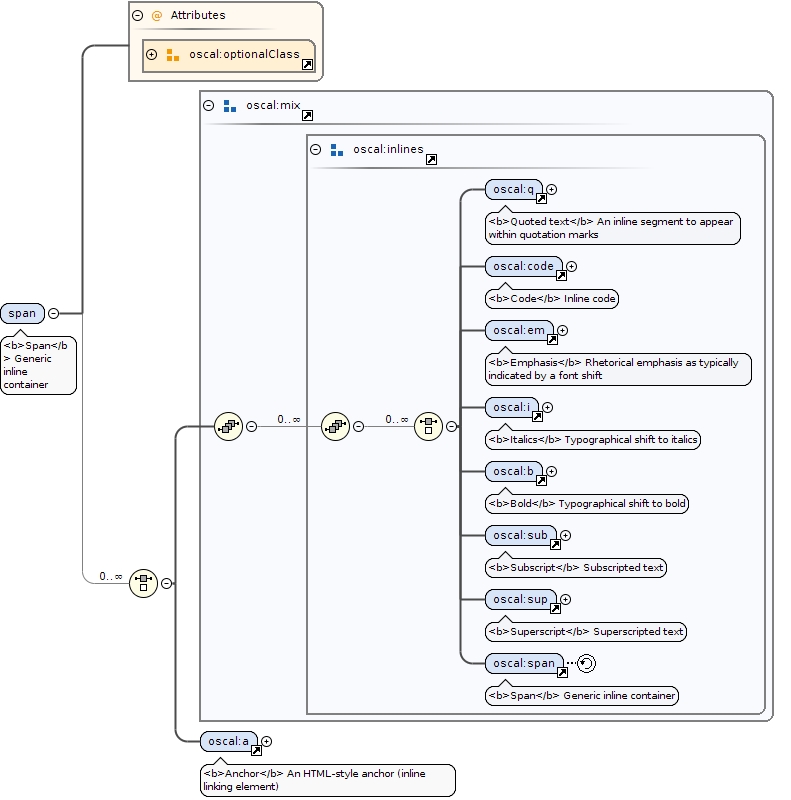 @ Attributes
oscal:optionalClass
oscal:mix
oscal:inlines
oscal:q
<b>Quoted text</b> An inline segment to appear
within quotation marks
oscal:code
<b>Code</b> Inline code
span
<b>Span</b
> Generic
inline
container
oscal:em
<b>Emphasis</b> Rhetorical emphasis as typically
indicated by a font shift
oscal:i
0..∞
0..∞
<b>Italics</b> Typographical shift to italics
oscal:b
<b>Bold</b> Typographical shift to bold
oscal:sub
<b>Subscript</b> Subscripted text
0..∞
oscal:sup
<b>Superscript</b> Superscripted text
oscal:span
<b>Span</b> Generic inline container
oscal:a
<b>Anchor</b> An HTML-style anchor (inline
linking element)